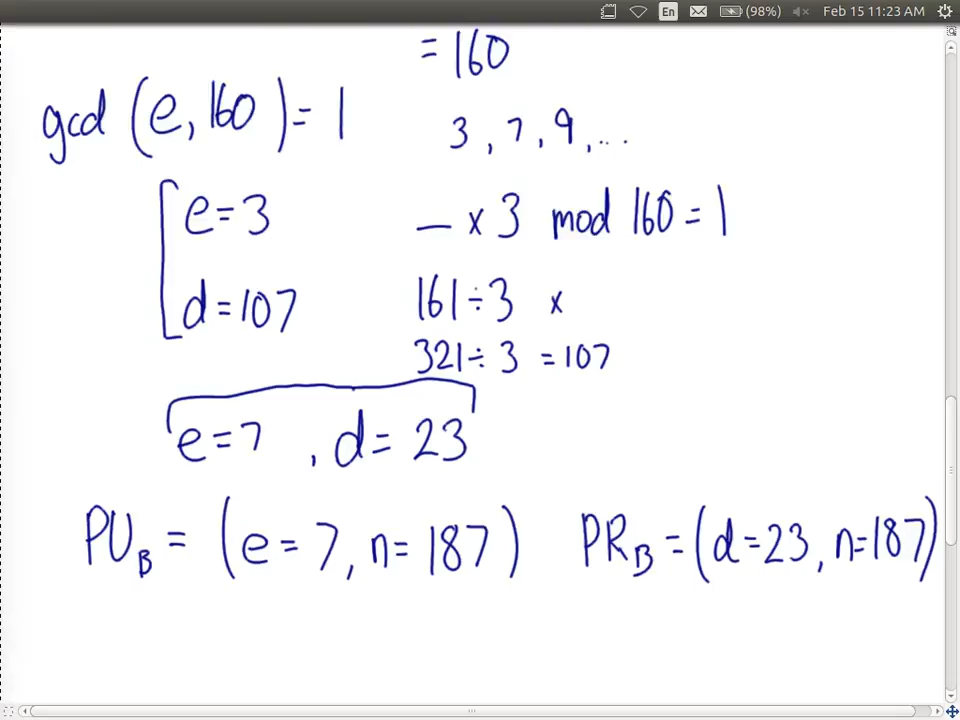 En (98%) Feb 15 11:23 AM
= 160
gcd (e, 160) = 1
3, 7, 9, ...
e = 3 _ × 3 mod 160 = 1
d = 107 161 ÷ 3 ×
321 ÷ 3 = 107
e = 7, d = 23
PU_B = (e = 7, n = 187) PR_B = (d = 23, n = 187)